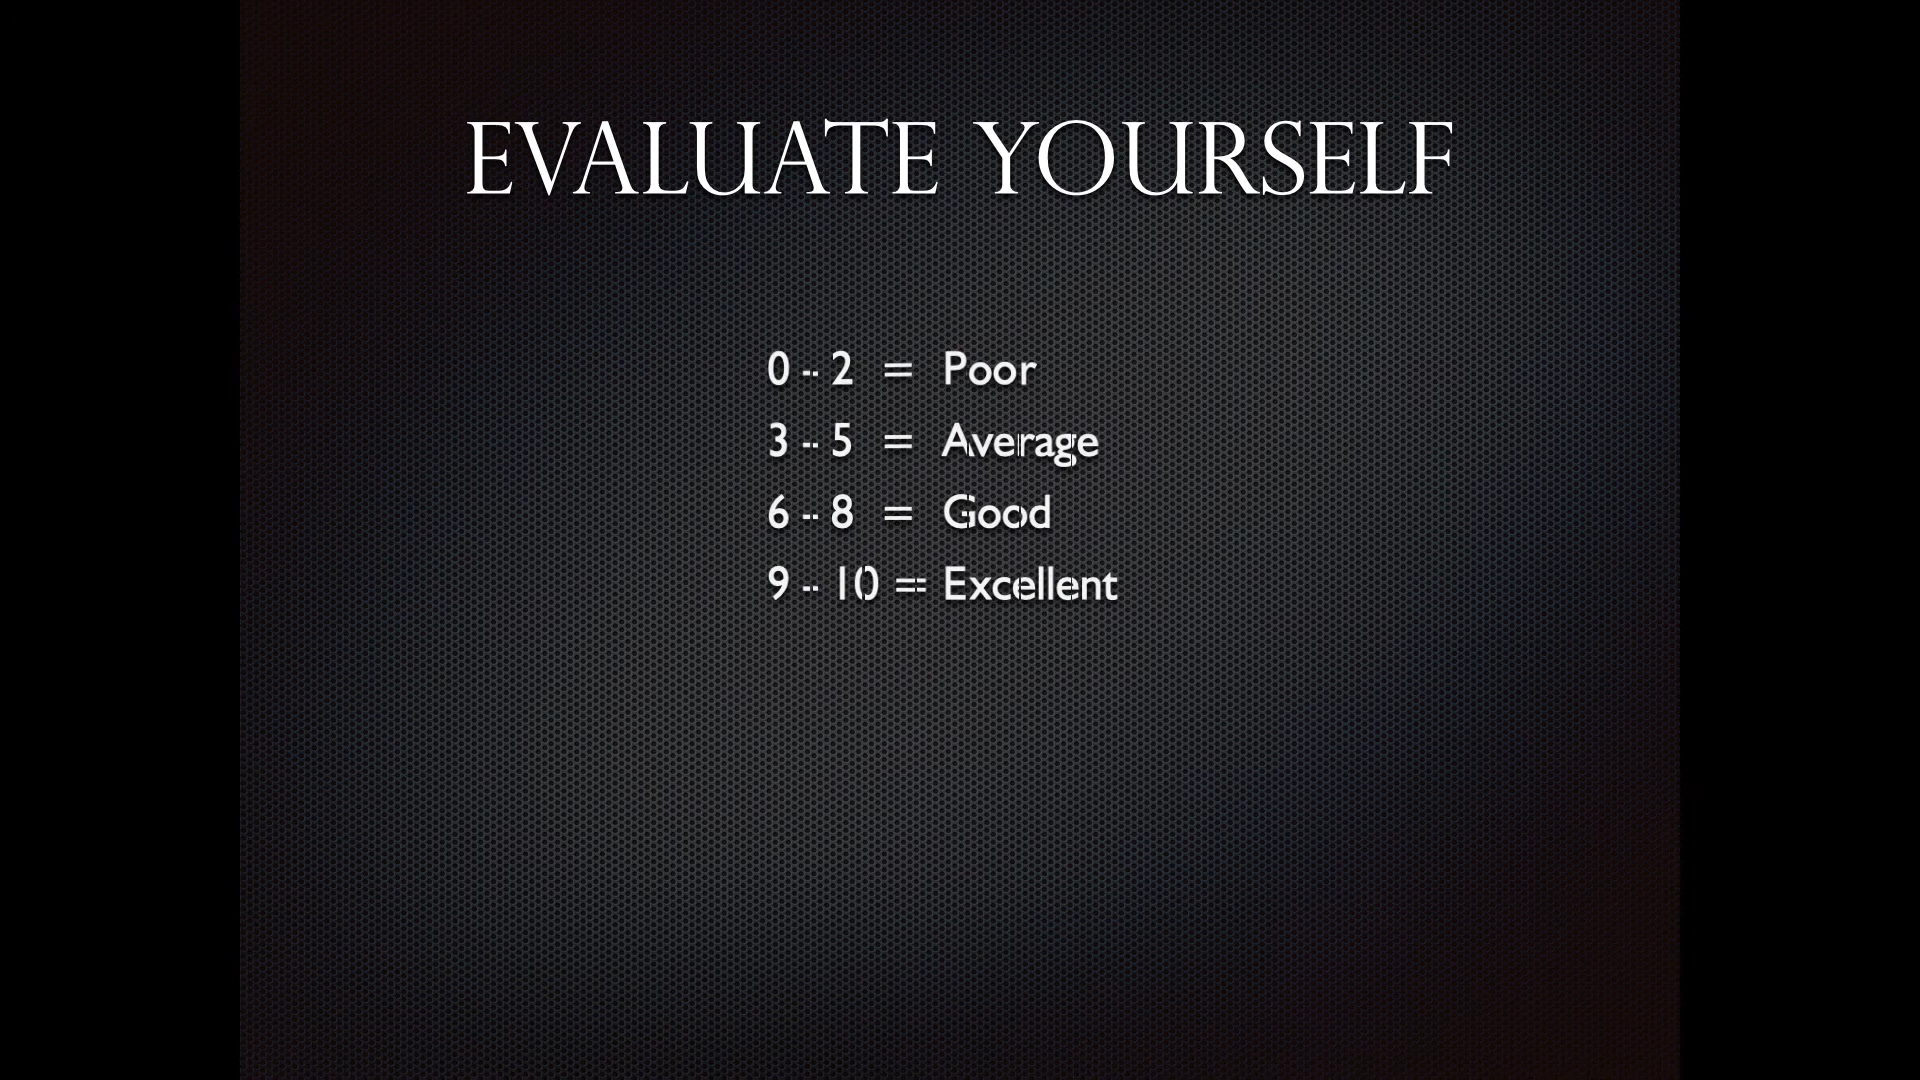 EVALUATE YOURSELF
0 - 2 = Poor
3 - 5 = Average
6 - 8 = Good
9 - 10 = Excellent